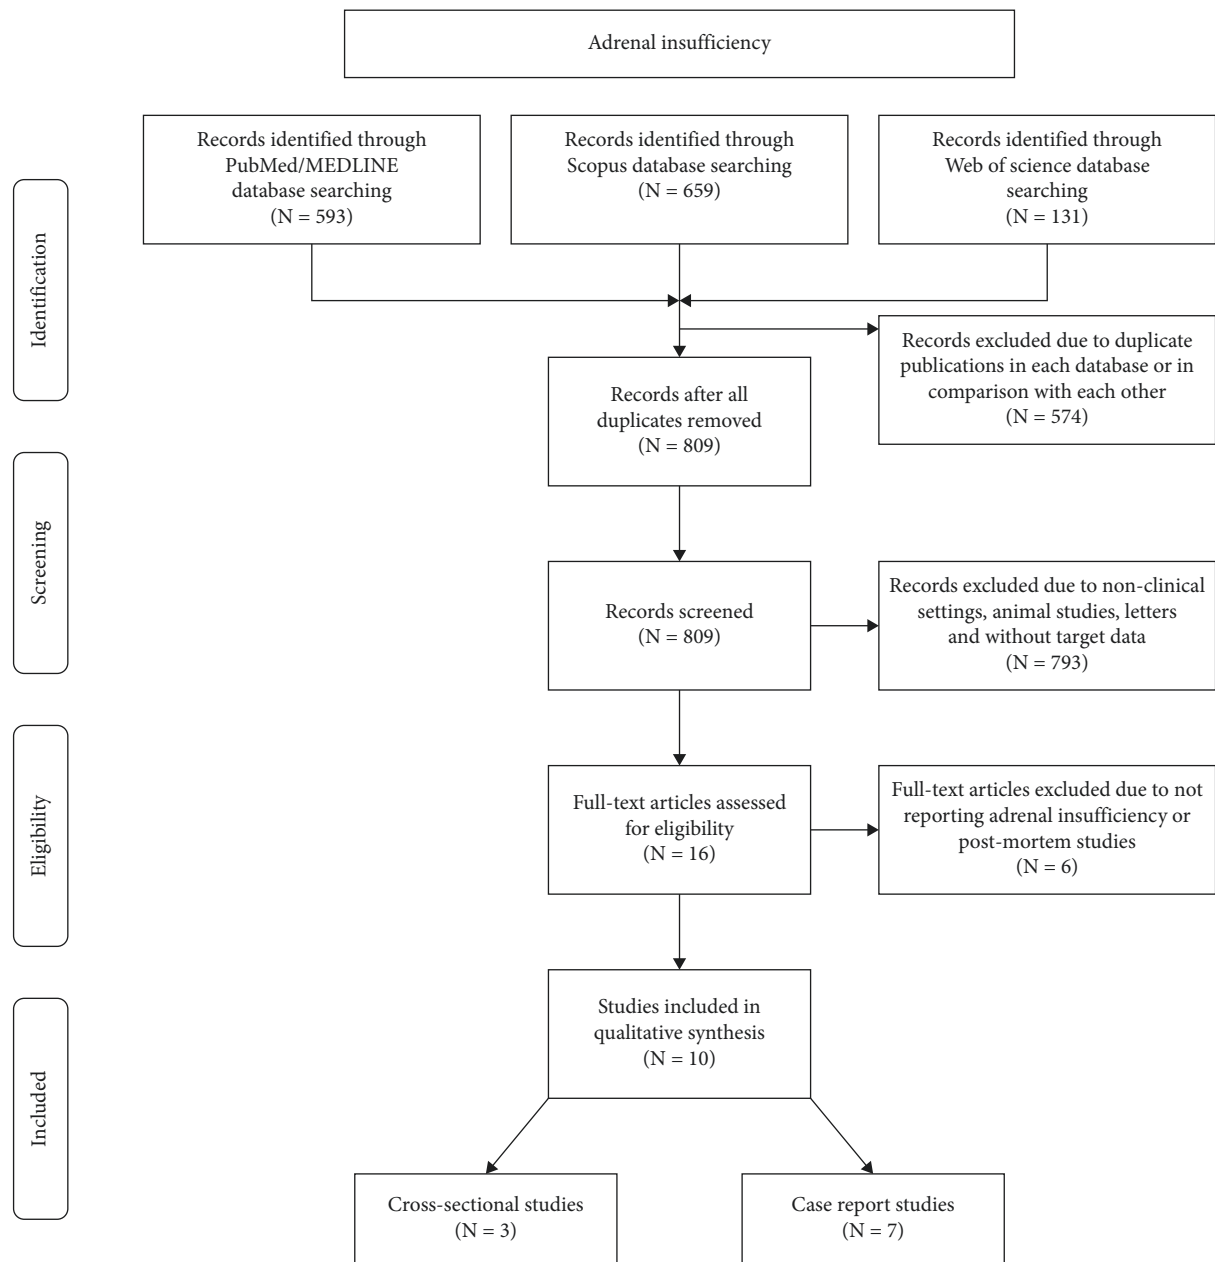 Adrenal insufficiency
Records identified through
PubMed/MEDLINE
database searching
(N = 593)
Records identified through
Scopus database searching
(N = 659)
Records identified through
Web of science database
searching
(N = 131)
Identification
Records excluded due to duplicate
publications in each database or in
comparison with each other
(N = 574)
Records after all
duplicates removed
(N = 809)
Screening
Records screened
(N = 809)
Records excluded due to non-clinical
settings, animal studies, letters
and without target data
(N = 793)
Eligibility
Full-text articles assessed
for eligibility
(N = 16)
Full-text articles excluded due to not
reporting adrenal insufficiency or
post-mortem studies
(N = 6)
Included
Studies included in
qualitative synthesis
(N = 10)
Cross-sectional studies
(N = 3)
Case report studies
(N = 7)